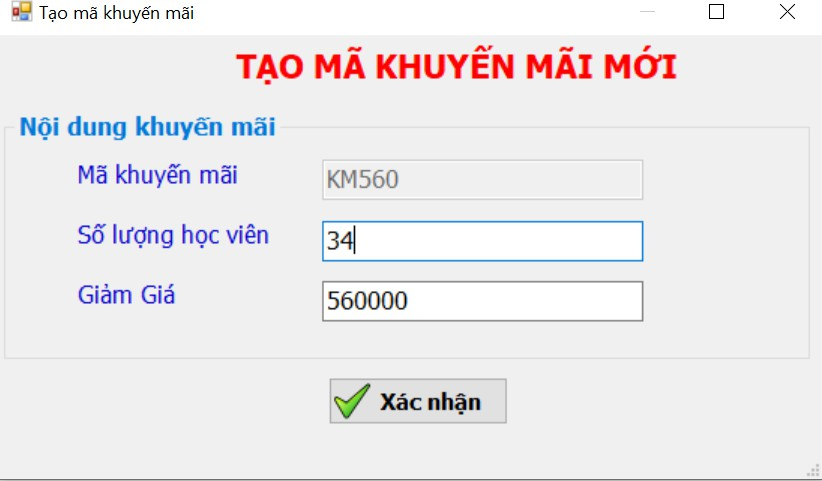 Tạo mã khuyến mãi
TẠO MÃ KHUYẾN MÃI MỚI
Nội dung khuyến mãi
Mã khuyến mãi KM560
Số lượng học viên 34
Giảm Giá 560000
Xác nhận